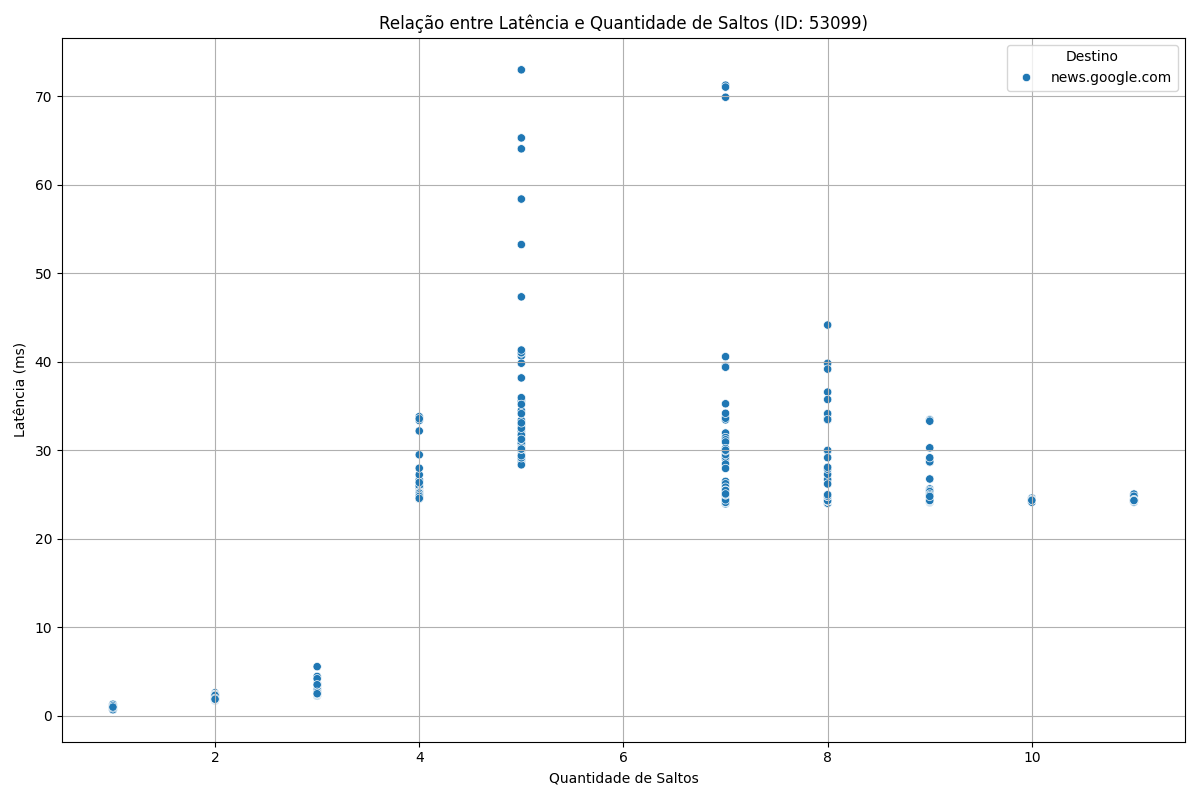 Relação entre Latência e Quantidade de Saltos (ID: 53099)
Destino
news.google.com
Latência (ms)
70
60
50
40
30
20
10
0
2
4
6
8
10
Quantidade de Saltos